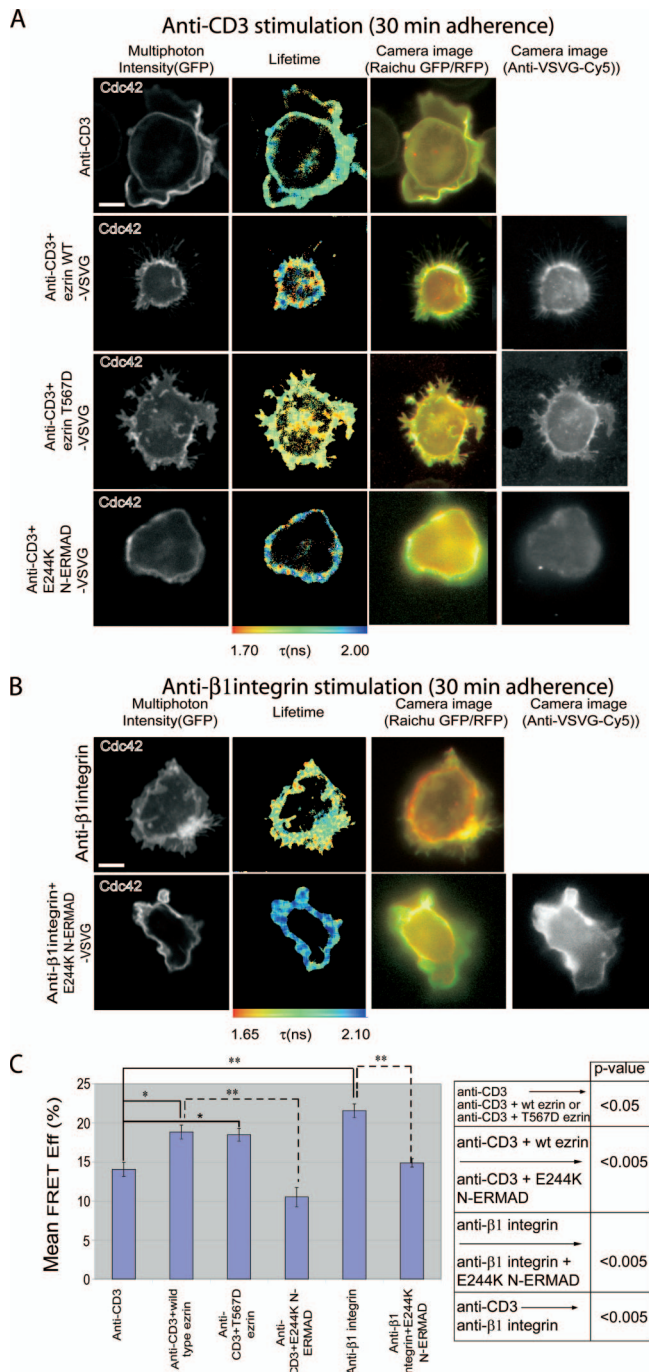 A
Anti-CD3 stimulation (30 min adherence)
Multiphoton
Intensity(GFP)
Lifetime
Camera image
(Raichu GFP/RFP)
Camera image
(Anti-VSVG-Cy5))
Anti-CD3
Cdc42
Anti-CD3+
ezrin WT
-VSVG
Cdc42
Anti-CD3+
ezrin T567D
-VSVG
Cdc42
Anti-CD3+
E244K
N-ERMAD
-VSVG
Cdc42
1.70 τ(ns) 2.00
B
Anti-β1integrin stimulation (30 min adherence)
Multiphoton
Intensity(GFP)
Lifetime
Camera image
(Raichu GFP/RFP)
Camera image
(Anti-VSVG-Cy5))
Anti-β1integrin
Cdc42
Anti-β1integrin+
E244K N-ERMAD
-VSVG
Cdc42
1.65 τ(ns) 2.10
C
Mean FRET Eff (%)
25
20
15
10
5
0
*
*
**
**
**
Anti-CD3
Anti-CD3+wild
type ezrin
Anti-
CD3+T567D
ezrin
Anti-
CD3+E244K N-
ERMAD
Anti-β1 integrin
Anti-β1
integrin+E244K
N-ERMAD
p-value
anti-CD3
anti-CD3 + wt ezrin or
anti-CD3 + T567D ezrin
<0.05
anti-CD3 + wt ezrin
anti-CD3 + E244K
N-ERMAD
<0.005
anti-β1 integrin
anti-β1 integrin +
E244K N-ERMAD
<0.005
anti-CD3
anti-β1 integrin
<0.005